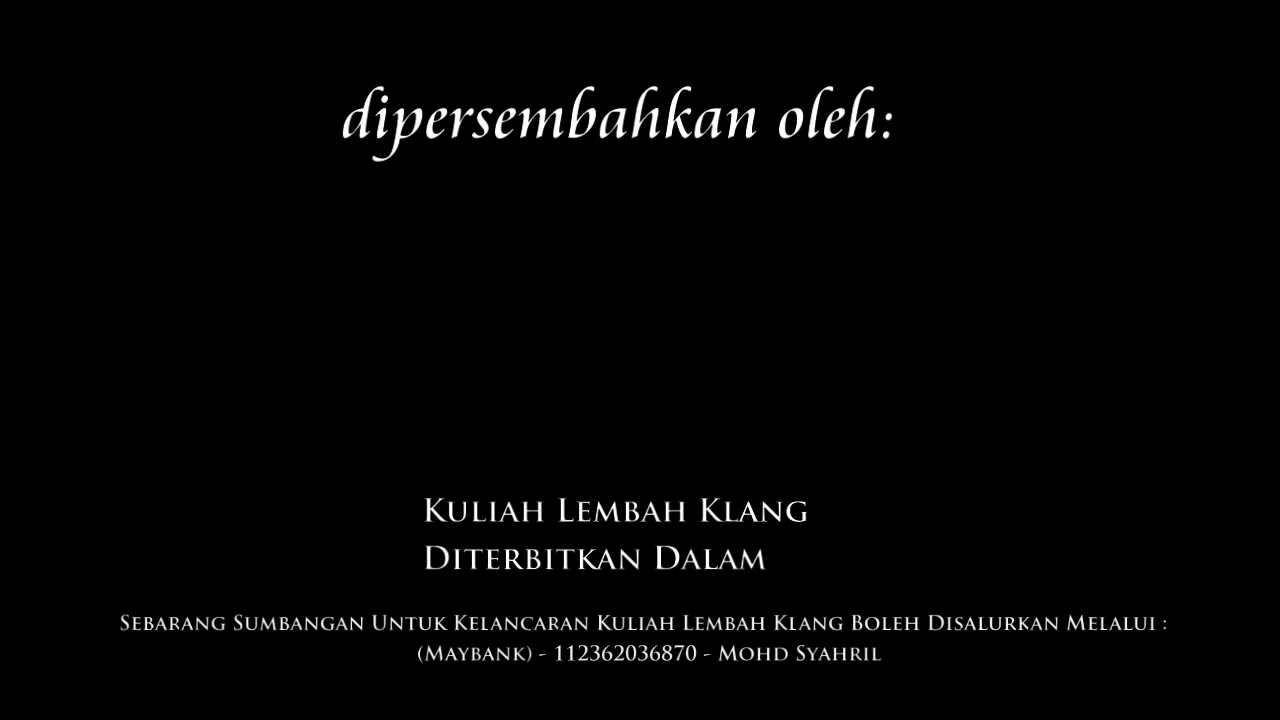 dipersembahkan oleh:
Kuliah Lembah Klang
Diterbitkan Dalam
Sebarang Sumbangan Untuk Kelancaran Kuliah Lembah Klang Boleh Disalurkan Melalui :
(Maybank) - 112362036870 - Mohd Syahril